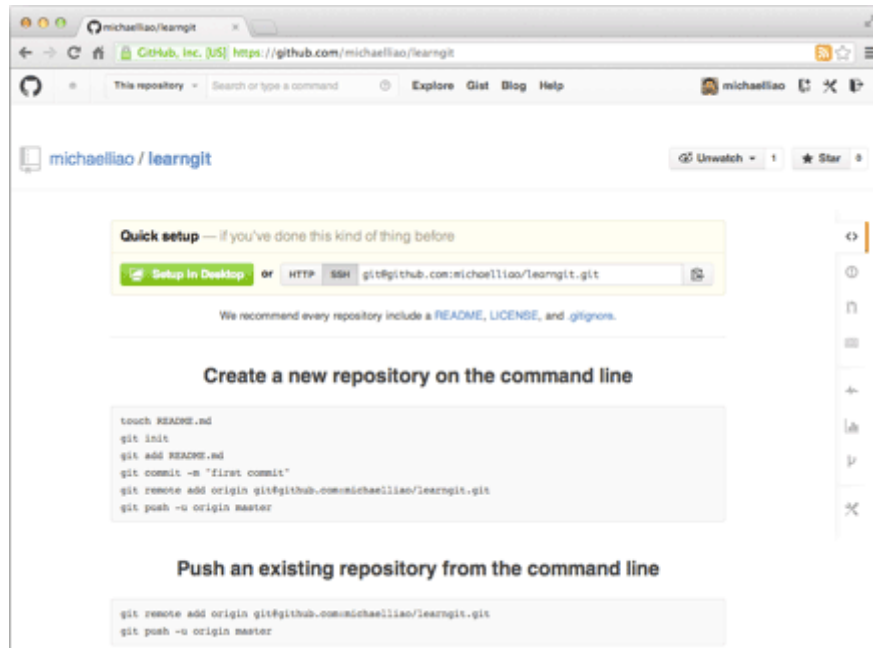 michaelliao/learngit
GitHub, Inc. [US] https://github.com/michaelliao/learngit
This repository Search or type a command Explore Gist Blog Help michaelliao
michaelliao / learngit Unwatch 1 Star 0
Quick setup — if you've done this kind of thing before
Setup in Desktop or HTTP SSH git@github.com:michaelliao/learngit.git
We recommend every repository include a README, LICENSE, and .gitignore.
Create a new repository on the command line
touch README.md
git init
git add README.md
git commit -m "first commit"
git remote add origin git@github.com:michaelliao/learngit.git
git push -u origin master
Push an existing repository from the command line
git remote add origin git@github.com:michaelliao/learngit.git
git push -u origin master